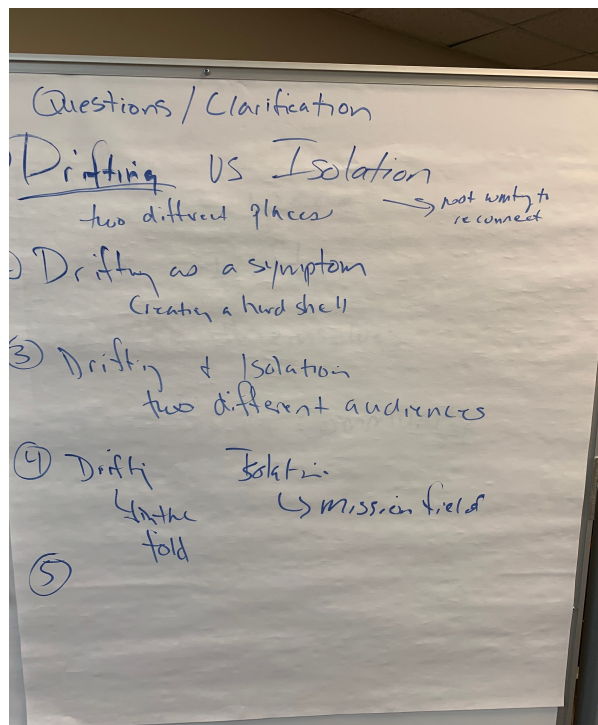 Questions / Clarification
Drifting vs Isolation
two different places → not wanting to
reconnect
Drifting as a symptom
Creating a hard shell
③ Drifting & Isolation
two different audiences
④ Drifting Isolation
↳ in the ↳ mission field
fold
⑤